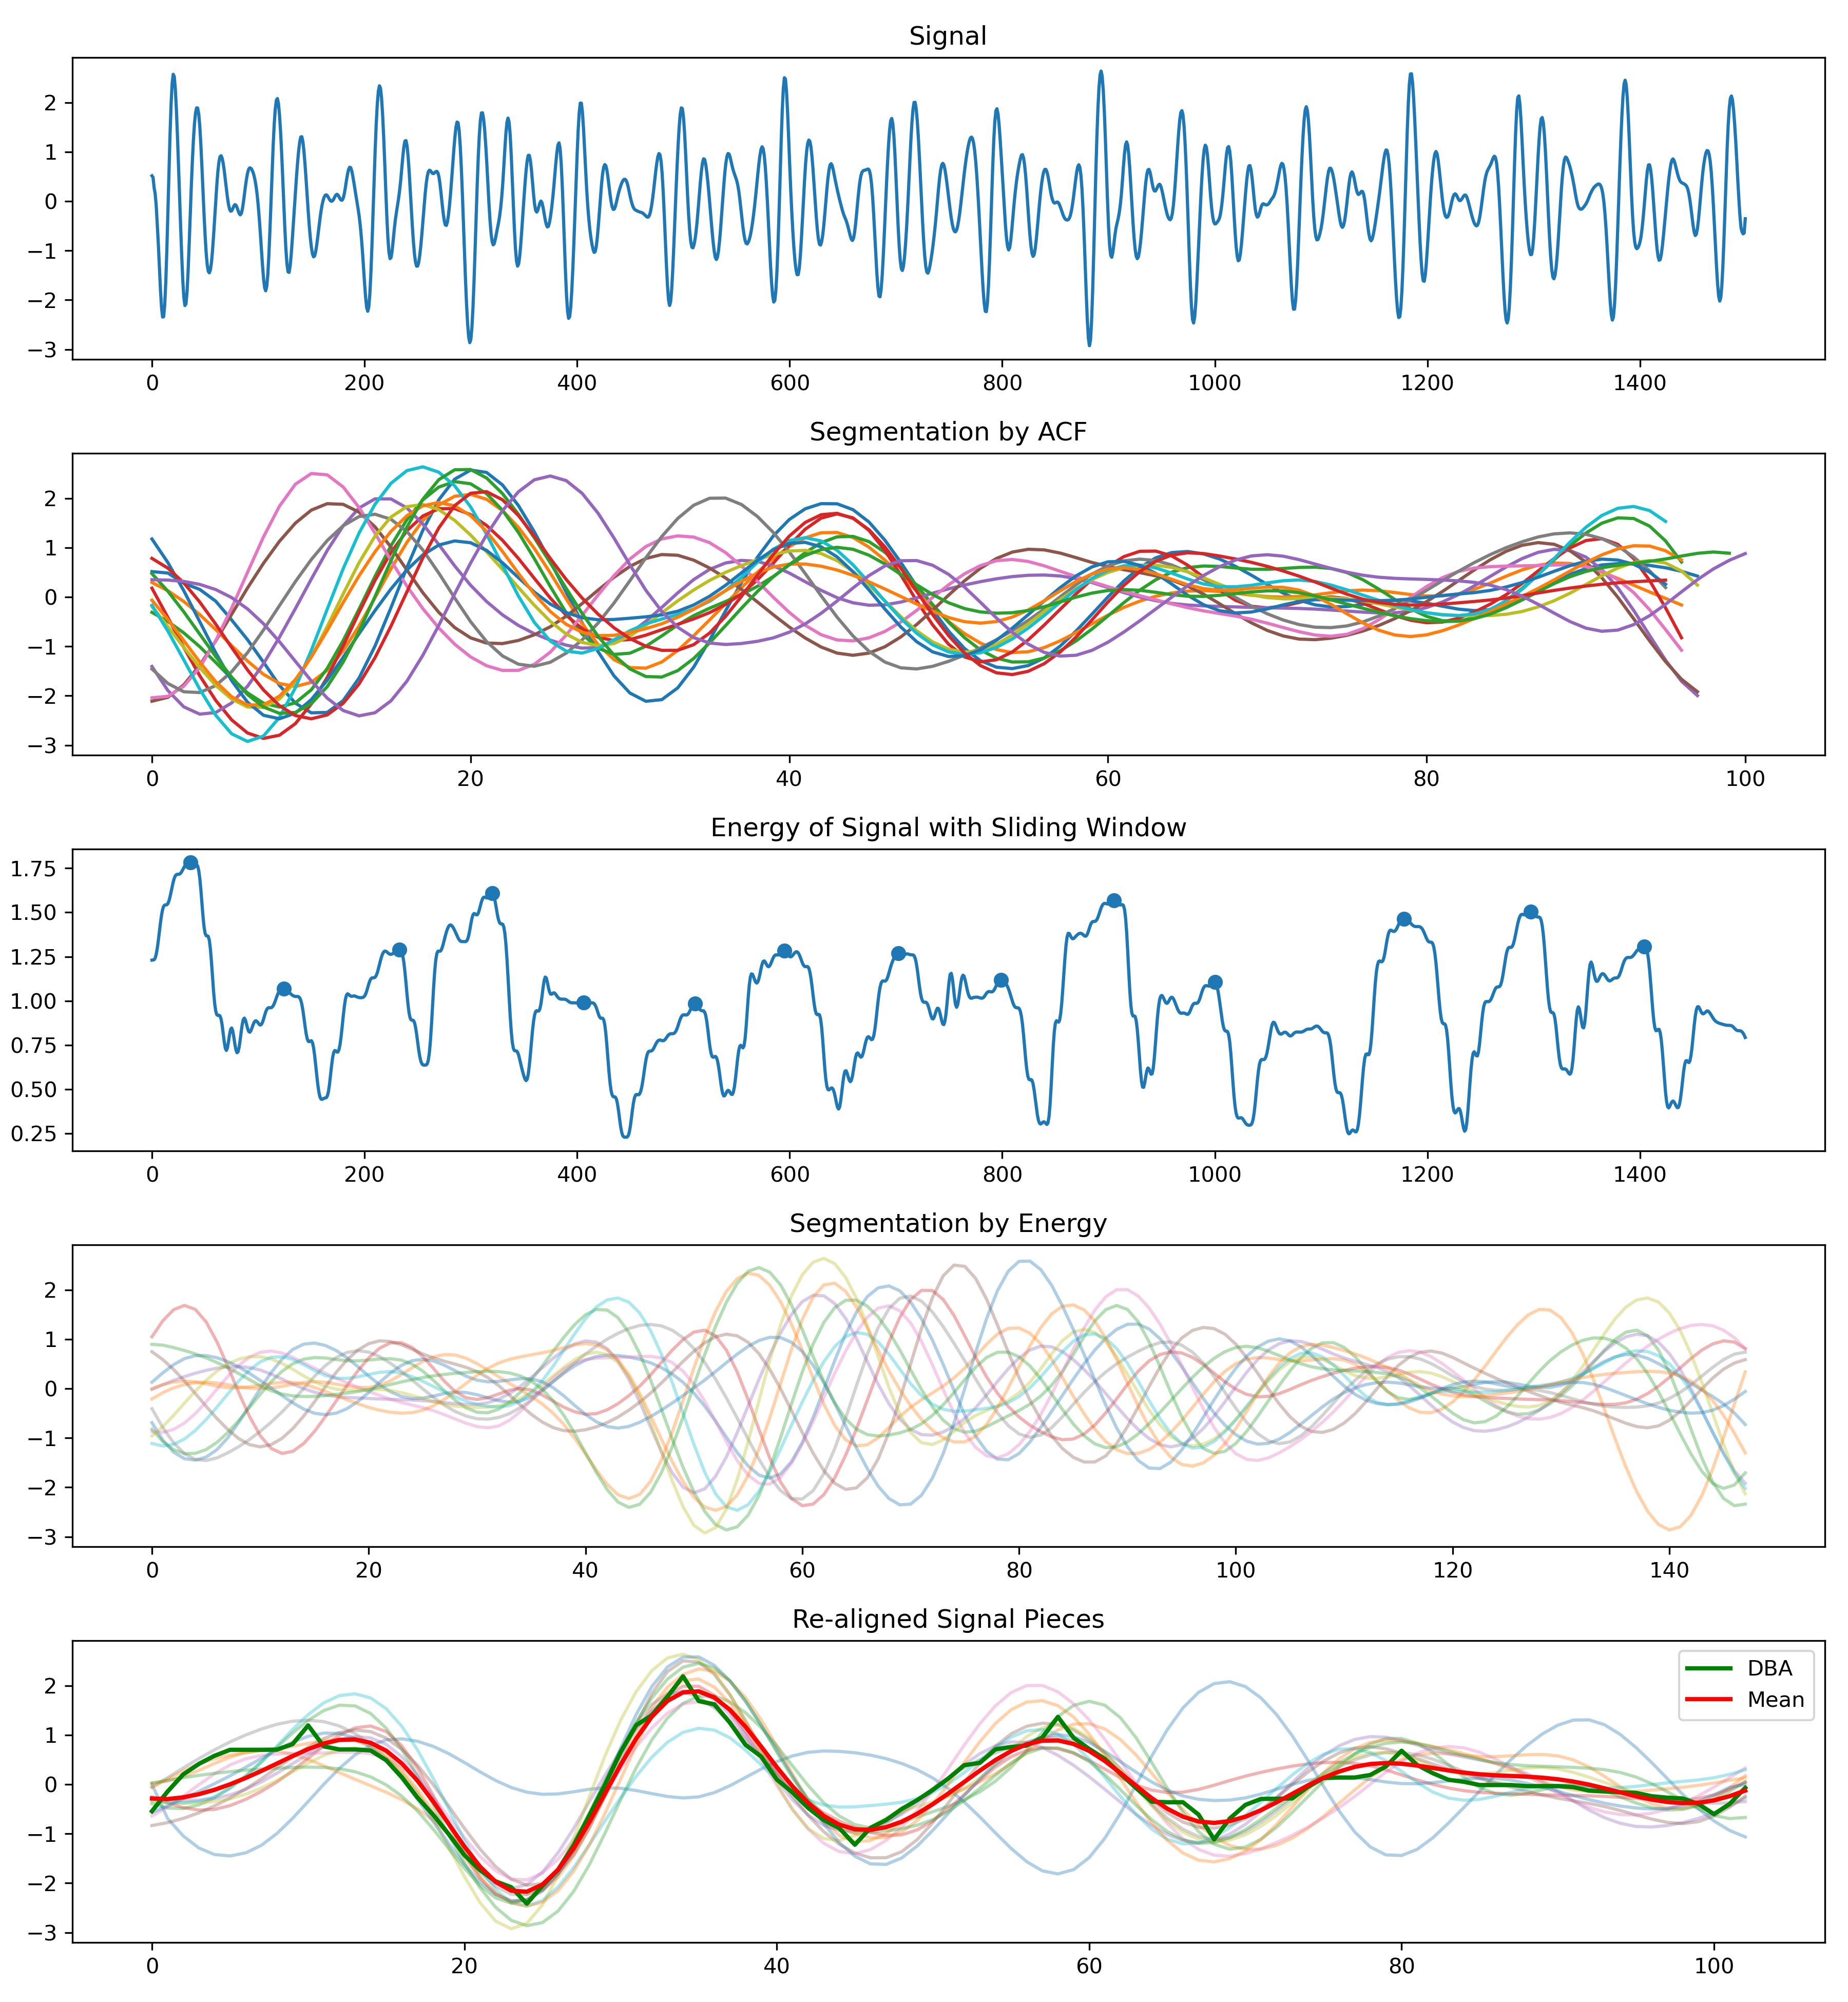 Signal
2
1
0
−1
−2
−3
0 200 400 600 800 1000 1200 1400
Segmentation by ACF
2
1
0
−1
−2
−3
0 20 40 60 80 100
Energy of Signal with Sliding Window
1.75
1.50
1.25
1.00
0.75
0.50
0.25
0 200 400 600 800 1000 1200 1400
Segmentation by Energy
2
1
0
−1
−2
−3
0 20 40 60 80 100 120 140
Re-aligned Signal Pieces
DBA
Mean
2
1
0
−1
−2
−3
0 20 40 60 80 100